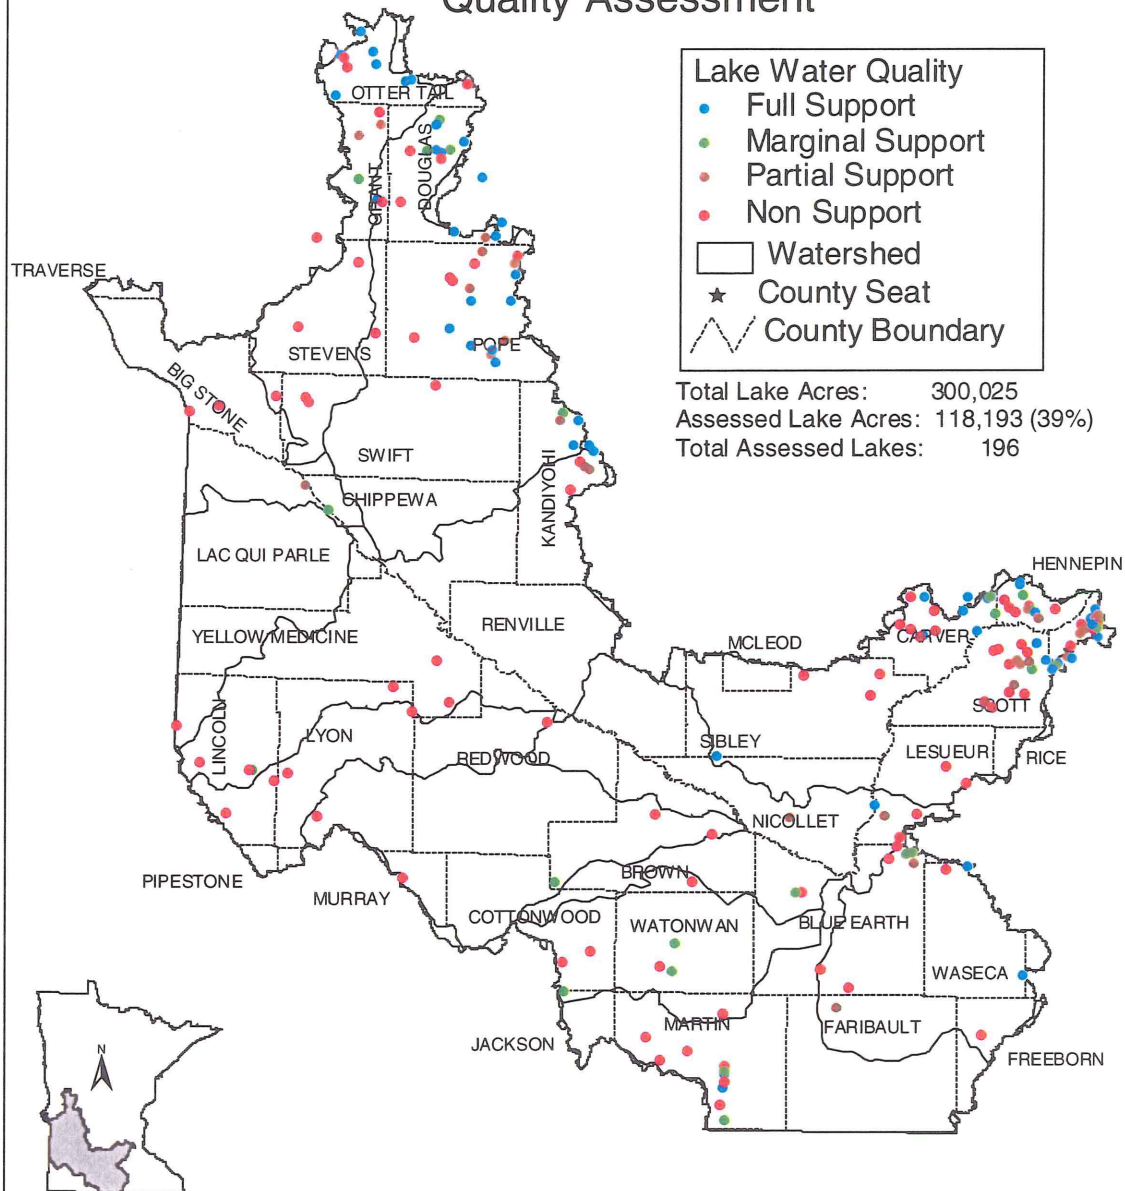 Quality Assessment
Lake Water Quality
Full Support
Marginal Support
Partial Support
Non Support
Watershed
County Seat
County Boundary
Total Lake Acres: 300,025
Assessed Lake Acres: 118,193 (39%)
Total Assessed Lakes: 196
OTTER TAIL
DOUGLAS
GRANT
TRAVERSE
STEVENS
POPE
BIG STONE
SWIFT
CHIPPEWA
KANDIYOHI
LAC QUI PARLE
HENNEPIN
YELLOW MEDICINE
RENVILLE
MCLEOD
CARVER
SCOTT
LINCOLN
LYON
REDWOOD
SIBLEY
LESUEUR
RICE
NICOLLET
PIPESTONE
MURRAY
BROWN
COTTONWOOD
WATONWAN
BLUE EARTH
WASECA
JACKSON
MARTIN
FARIBAULT
FREEBORN
N